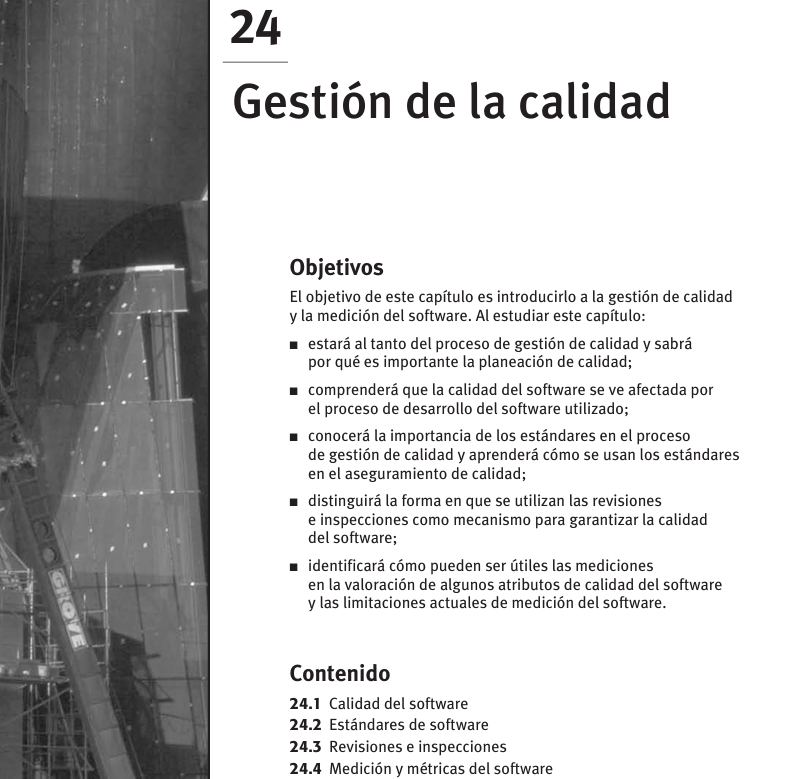 24
Gestión de la calidad
Objetivos
El objetivo de este capítulo es introducirlo a la gestión de calidad
y la medición del software. Al estudiar este capítulo:
■ estará al tanto del proceso de gestión de calidad y sabrá
por qué es importante la planeación de calidad;
■ comprenderá que la calidad del software se ve afectada por
el proceso de desarrollo del software utilizado;
■ conocerá la importancia de los estándares en el proceso
de gestión de calidad y aprenderá cómo se usan los estándares
en el aseguramiento de calidad;
■ distinguirá la forma en que se utilizan las revisiones
e inspecciones como mecanismo para garantizar la calidad
del software;
■ identificará cómo pueden ser útiles las mediciones
en la valoración de algunos atributos de calidad del software
y las limitaciones actuales de medición del software.
GROVE
Contenido
24.1 Calidad del software
24.2 Estándares de software
24.3 Revisiones e inspecciones
24.4 Medición y métricas del software